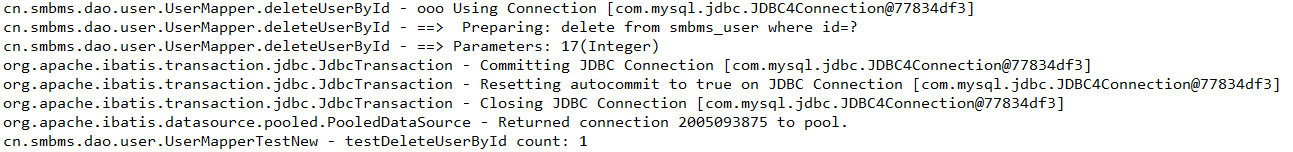 cn.smbms.dao.user.UserMapper.deleteUserById - ooo Using Connection [com.mysql.jdbc.JDBC4Connection@77834df3]
cn.smbms.dao.user.UserMapper.deleteUserById - ==>  Preparing: delete from smbms_user where id=?
cn.smbms.dao.user.UserMapper.deleteUserById - ==> Parameters: 17(Integer)
org.apache.ibatis.transaction.jdbc.JdbcTransaction - Committing JDBC Connection [com.mysql.jdbc.JDBC4Connection@77834df3]
org.apache.ibatis.transaction.jdbc.JdbcTransaction - Resetting autocommit to true on JDBC Connection [com.mysql.jdbc.JDBC4Connection@77834df3]
org.apache.ibatis.transaction.jdbc.JdbcTransaction - Closing JDBC Connection [com.mysql.jdbc.JDBC4Connection@77834df3]
org.apache.ibatis.datasource.pooled.PooledDataSource - Returned connection 2005093875 to pool.
cn.smbms.dao.user.UserMapperTestNew - testDeleteUserById count: 1